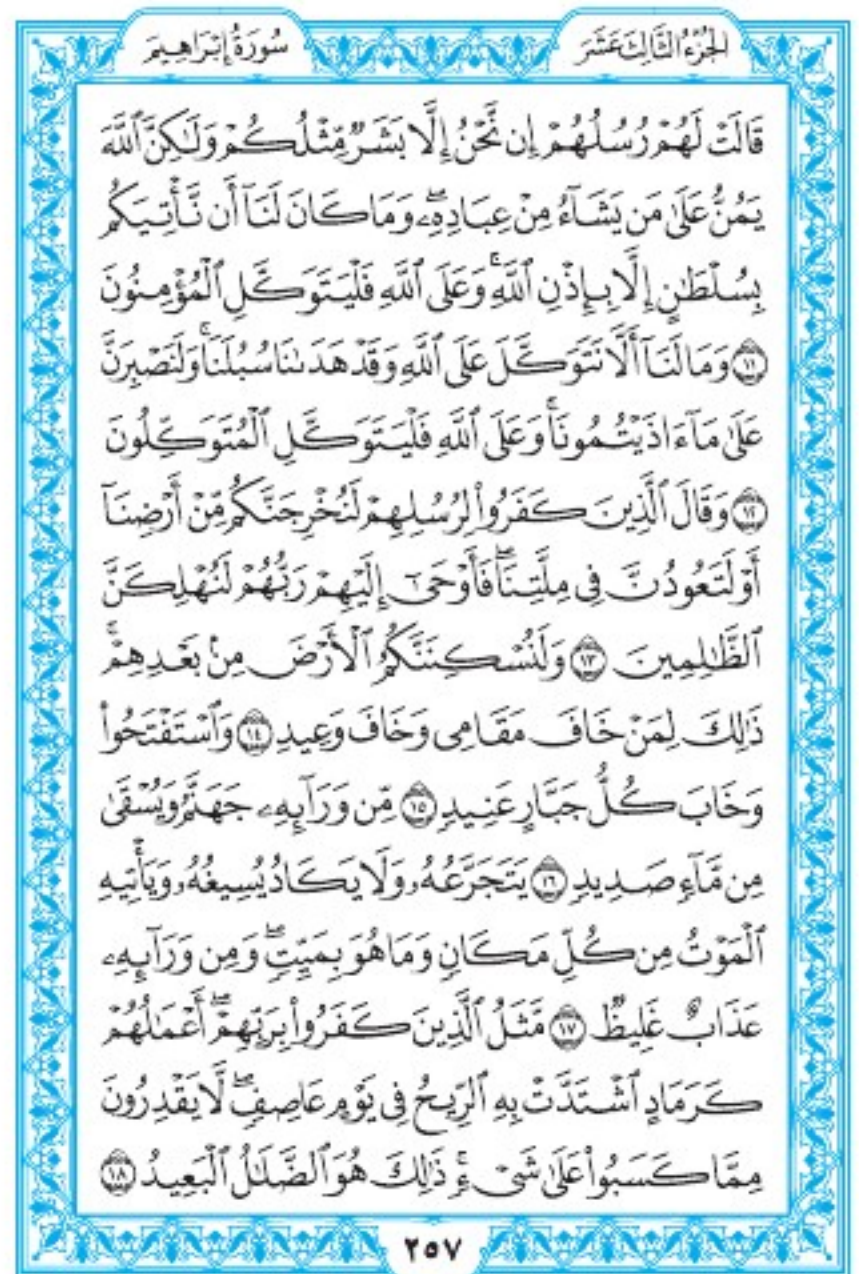 الجزء الثالث عشر
سورة إبراهيم
قَالَتْ لَهُمْ رُسُلُهُمْ إِن نَّحْنُ إِلَّا بَشَرٌ مِّثْلُكُمْ وَلَٰكِنَّ ٱللَّهَ
يَمُنُّ عَلَىٰ مَن يَشَآءُ مِنْ عِبَادِهِۦۖ وَمَا كَانَ لَنَآ أَن نَّأْتِيَكُم
بِسُلْطَٰنٍ إِلَّا بِإِذْنِ ٱللَّهِۚ وَعَلَى ٱللَّهِ فَلْيَتَوَكَّلِ ٱلْمُؤْمِنُونَ
١١ وَمَا لَنَآ أَلَّا نَتَوَكَّلَ عَلَى ٱللَّهِ وَقَدْ هَدَىٰنَا سُبُلَنَاۚ وَلَنَصْبِرَنَّ
عَلَىٰ مَآ ءَاذَيْتُمُونَاۚ وَعَلَى ٱللَّهِ فَلْيَتَوَكَّلِ ٱلْمُتَوَكِّلُونَ
١٢ وَقَالَ ٱلَّذِينَ كَفَرُوا۟ لِرُسُلِهِمْ لَنُخْرِجَنَّكُم مِّنْ أَرْضِنَآ
أَوْ لَتَعُودُنَّ فِى مِلَّتِنَاۖ فَأَوْحَىٰٓ إِلَيْهِمْ رَبُّهُمْ لَنُهْلِكَنَّ
ٱلظَّٰلِمِينَ ١٣ وَلَنُسْكِنَنَّكُمُ ٱلْأَرْضَ مِنۢ بَعْدِهِمْۚ
ذَٰلِكَ لِمَنْ خَافَ مَقَامِى وَخَافَ وَعِيدِ ١٤ وَٱسْتَفْتَحُوا۟
وَخَابَ كُلُّ جَبَّارٍ عَنِيدٍ ١٥ مِّن وَرَآئِهِۦ جَهَنَّمُ وَيُسْقَىٰ
مِن مَّآءٍ صَدِيدٍ ١٦ يَتَجَرَّعُهُۥ وَلَا يَكَادُ يُسِيغُهُۥ وَيَأْتِيهِ
ٱلْمَوْتُ مِن كُلِّ مَكَانٍ وَمَا هُوَ بِمَيِّتٍۖ وَمِن وَرَآئِهِۦ
عَذَابٌ غَلِيظٌ ١٧ مَّثَلُ ٱلَّذِينَ كَفَرُوا۟ بِرَبِّهِمْۖ أَعْمَٰلُهُمْ
كَرَمَادٍ ٱشْتَدَّتْ بِهِ ٱلرِّيحُ فِى يَوْمٍ عَاصِفٍۖ لَّا يَقْدِرُونَ
مِمَّا كَسَبُوا۟ عَلَىٰ شَىْءٍۚ ذَٰلِكَ هُوَ ٱلضَّلَٰلُ ٱلْبَعِيدُ ١٨
٢٥٧